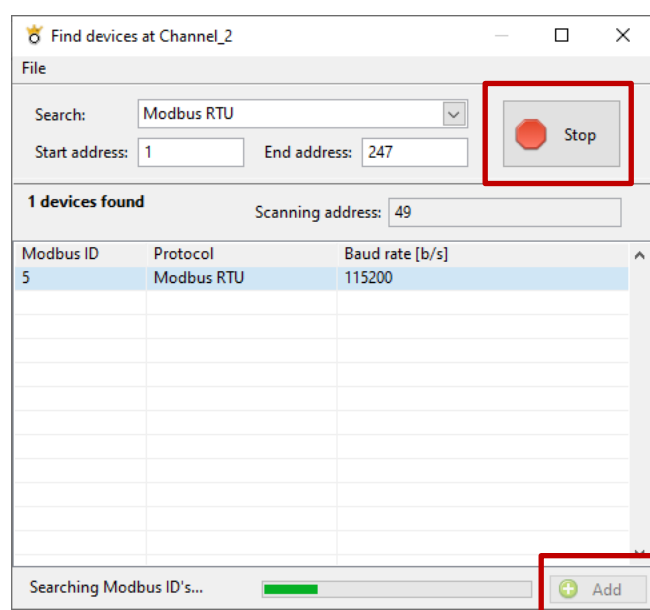 Find devices at Channel_2
File
Search: Modbus RTU
Stop
Start address: 1 End address: 247
1 devices found
Scanning address: 49
Modbus ID Protocol Baud rate [b/s]
5 Modbus RTU 115200
Searching Modbus ID's...
Add